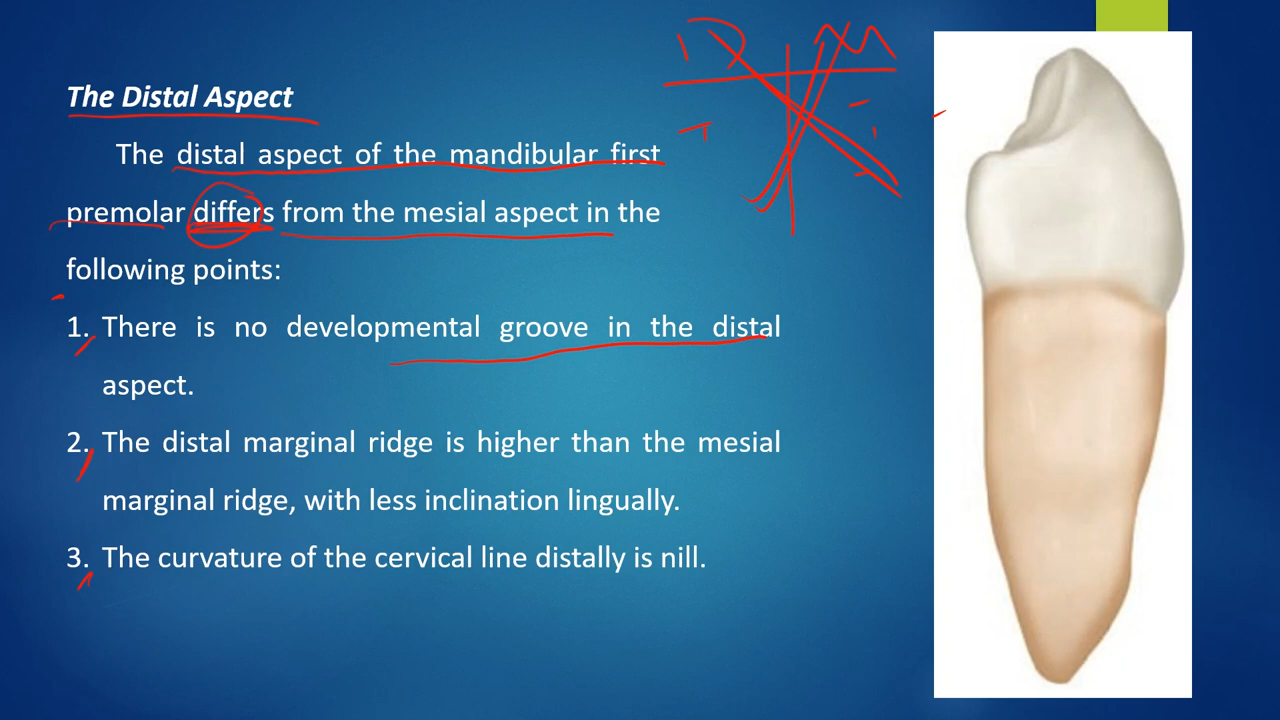 The Distal Aspect
The distal aspect of the mandibular first
premolar differs from the mesial aspect in the
following points:
1. There is no developmental groove in the distal
aspect.
2. The distal marginal ridge is higher than the mesial
marginal ridge, with less inclination lingually.
3. The curvature of the cervical line distally is nill.